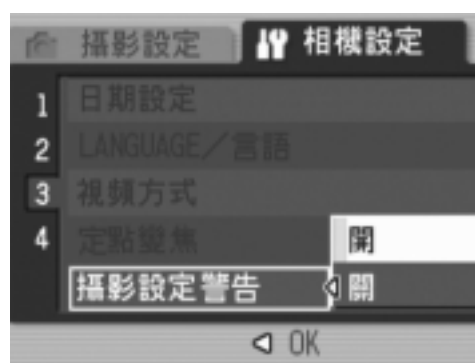 攝影設定 相機設定
1 日期設定
2 LANGUAGE／言語
3 視頻方式
4 定點變焦 開
攝影設定警告 關
OK